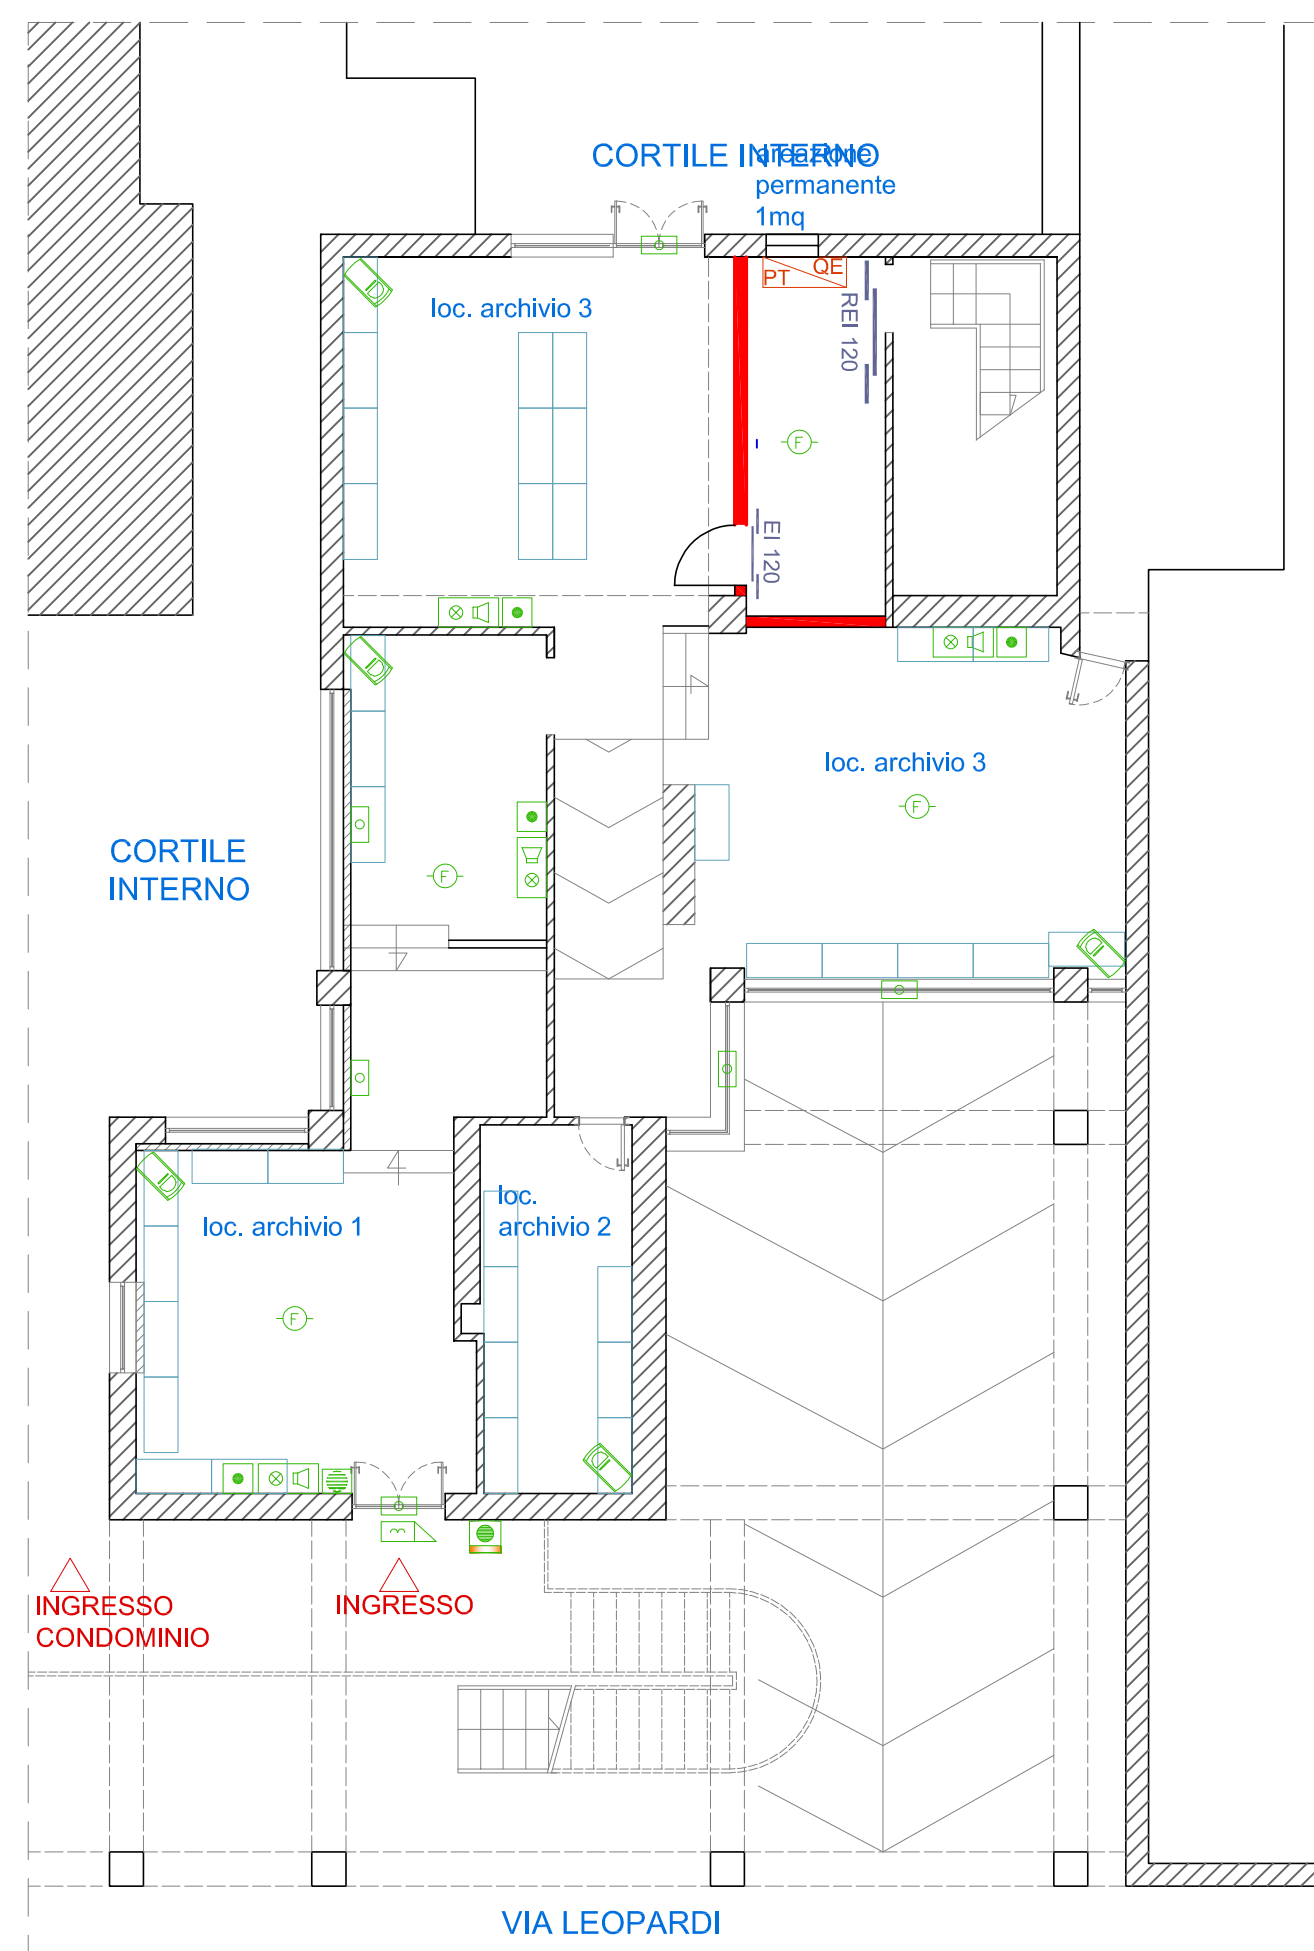 CORTILE INTERNO
areazione
permanente
1mq
PT
QE
loc. archivio 3
REI 120
F
EI 120
loc. archivio 3
F
CORTILE
INTERNO
F
loc.
archivio 2
loc. archivio 1
F
INGRESSO
CONDOMINIO
INGRESSO
VIA LEOPARDI